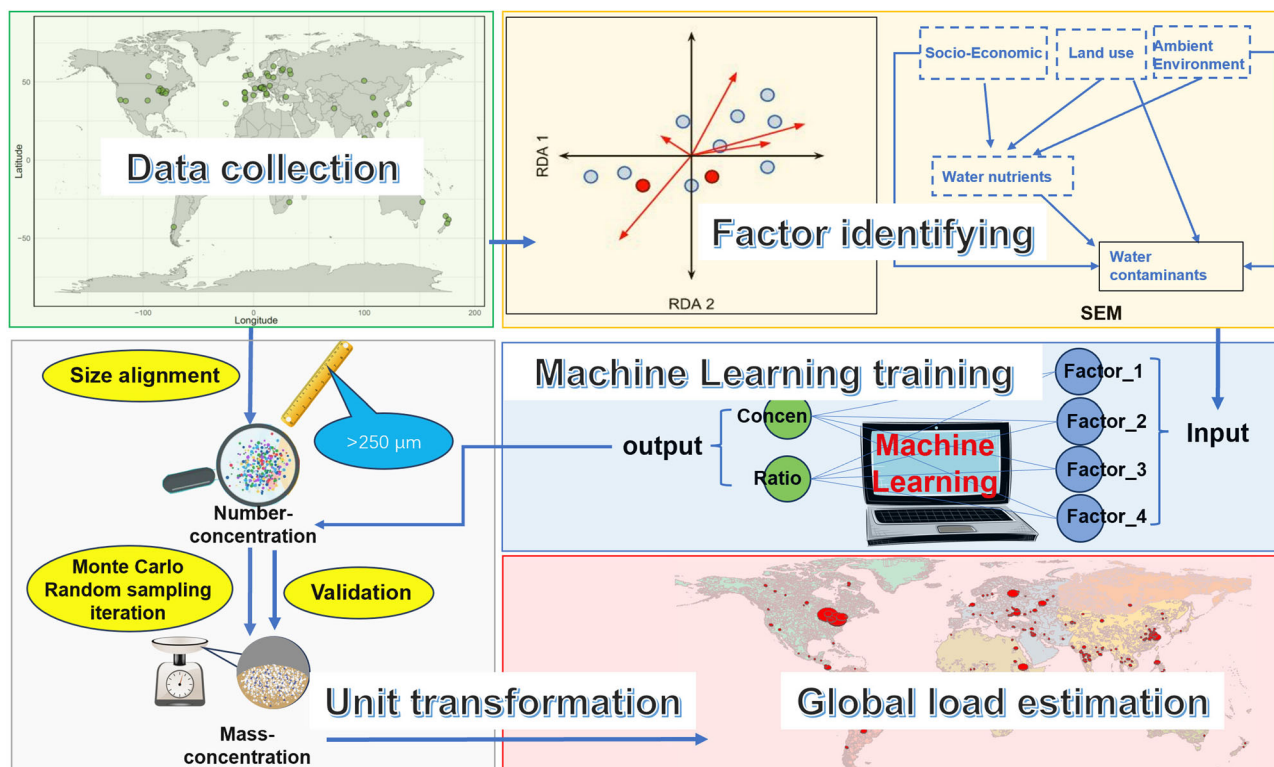 Data collection
50
0
−50
−100
0
100
200
Latitude
Longitude
RDA 1
RDA 2
Factor identifying
Socio-Economic
Land use
Ambient
Environment
Water nutrients
Water
contaminants
SEM
Size alignment
>250 μm
Number-
concentration
Monte Carlo
Random sampling
iteration
Validation
Mass-
concentration
Unit transformation
Machine Learning training
output
Concen
Ratio
Machine
Learning
Factor_1
Factor_2
Factor_3
Factor_4
Input
Global load estimation